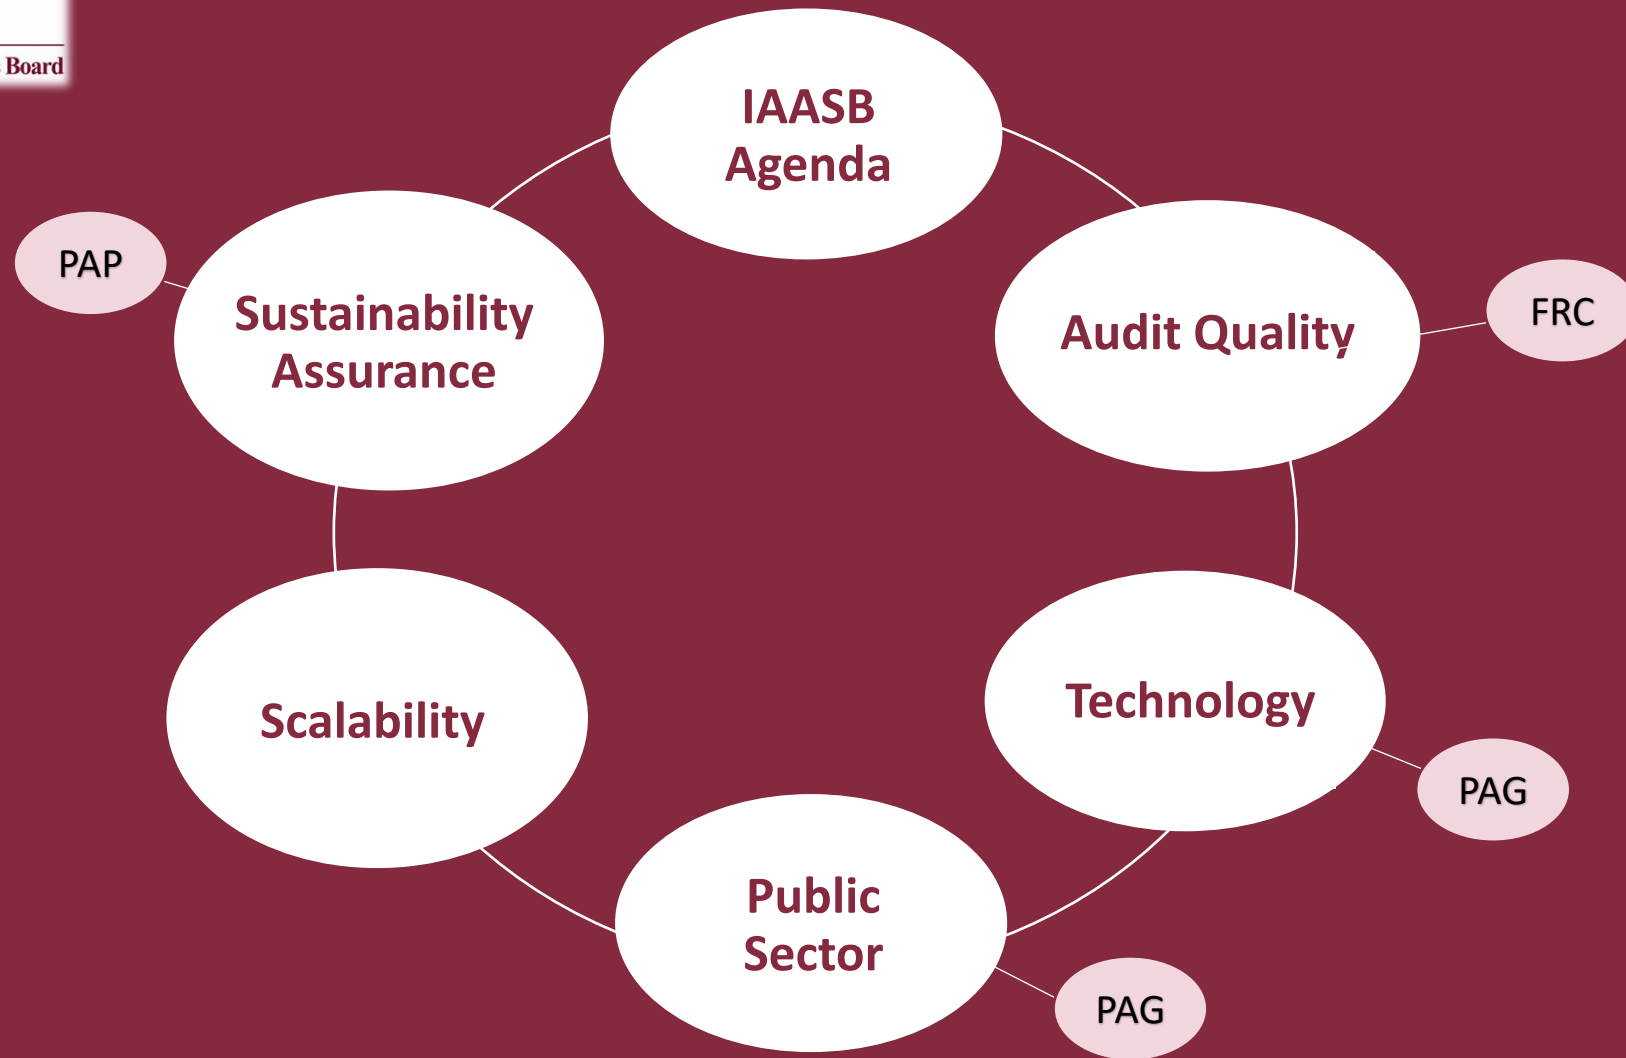 Board
IAASB
Agenda
PAP
Sustainability
Assurance
Audit Quality
FRC
Scalability
Technology
PAG
Public
Sector
PAG